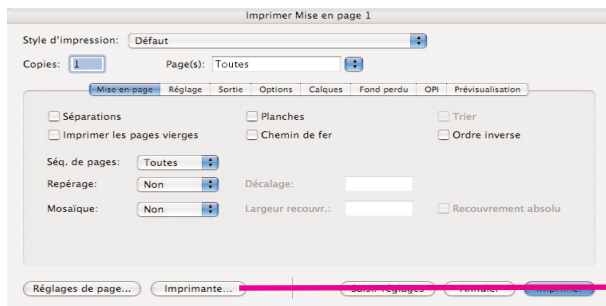 Imprimer Mise en page 1
Style d'impression: Défaut
Copies: 1 Page(s): Toutes
Mise en page Réglage Sortie Options Calques Fond perdu OPI Prévisualisation
Séparations Planches Trier
Imprimer les pages vierges Chemin de fer Ordre inverse
Séq. de pages: Toutes
Repérage: Non Décalage:
Mosaïque: Non Largeur recouvr.: Recouvrement absolu
Réglages de page... Imprimante... Saisir réglages Annuler Imprimer